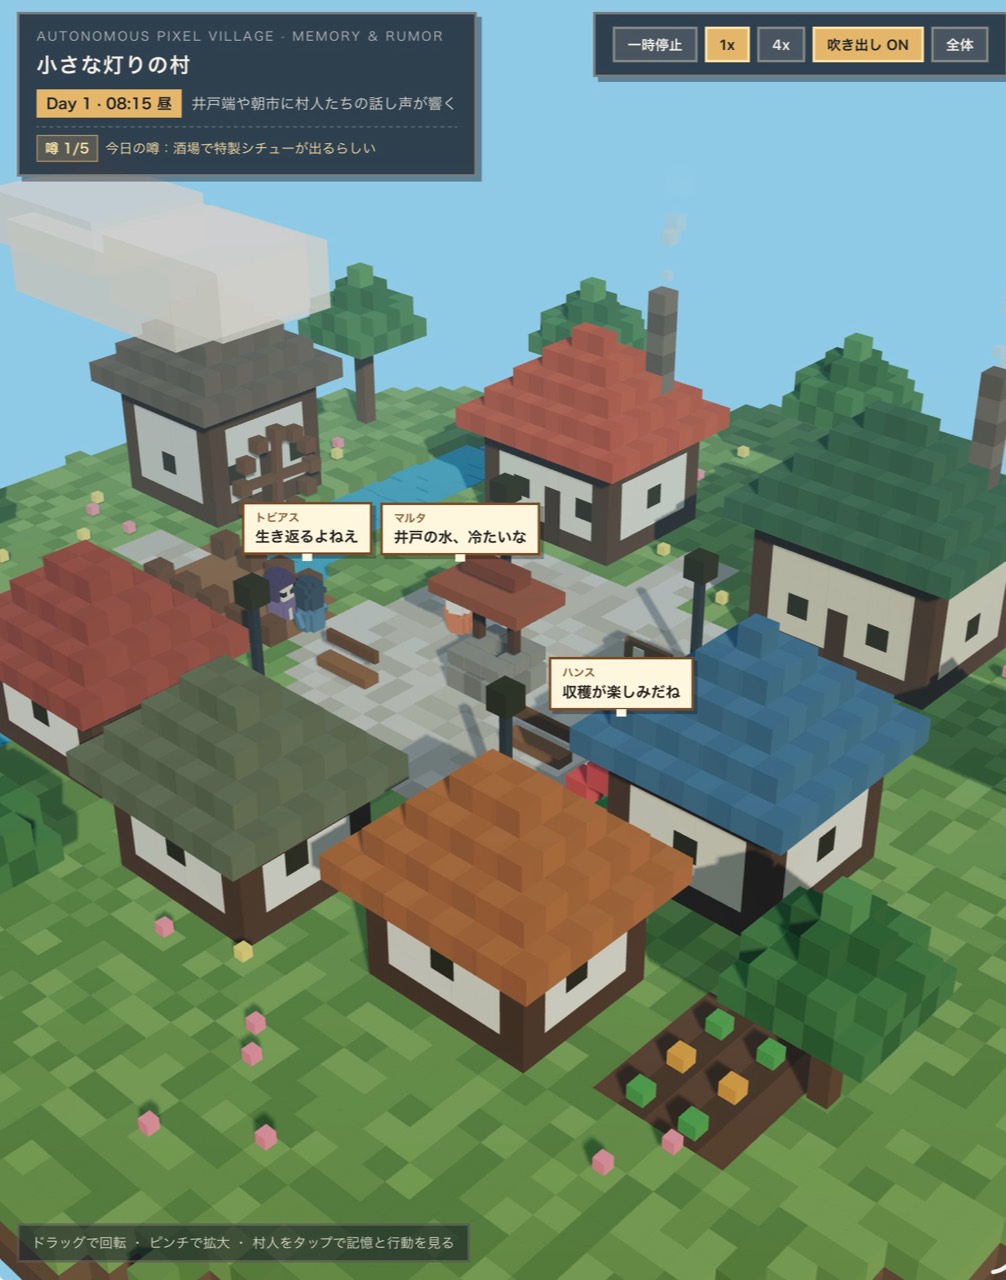 AUTONOMOUS PIXEL VILLAGE · MEMORY & RUMOR
小さな灯りの村
Day 1 · 08:15 昼 井戸端や朝市に村人たちの話し声が響く
噂 1/5 今日の噂：酒場で特製シチューが出るらしい
一時停止 1x 4x 吹き出し ON 全体
トビアス
生き返るよねえ
マルタ
井戸の水、冷たいな
ハンス
収穫が楽しみだね
ドラッグで回転 · ピンチで拡大 · 村人をタップで記憶と行動を見る